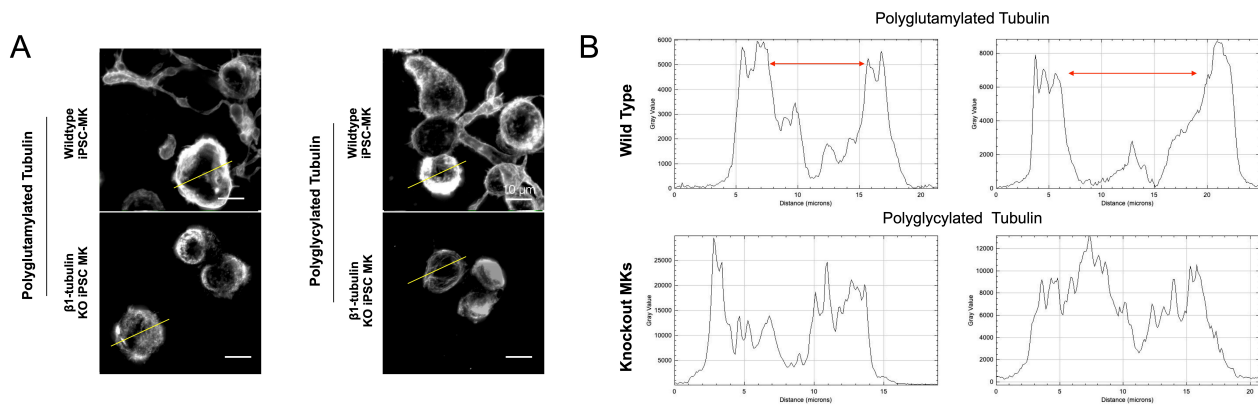 A
Polyglutamylated Tubulin
Wildtype
iPSC-MK
β1-tubulin
KO iPSC MK
Polyglycylated Tubulin
Wildtype
iPSC-MK
10 µm
β1-tubulin
KO iPSC MK
B
Polyglutamylated Tubulin
Wild Type
Gray Value
6000
5000
4000
3000
2000
1000
0
0
5
10
15
20
Distance (microns)
Gray Value
8000
6000
4000
2000
0
0
5
10
15
20
Distance (microns)
Polyglycylated Tubulin
Knockout MKs
Gray Value
25000
20000
15000
10000
5000
0
5
10
15
Distance (microns)
Gray Value
12000
10000
8000
6000
4000
2000
0
0
5
10
15
20
Distance (microns)